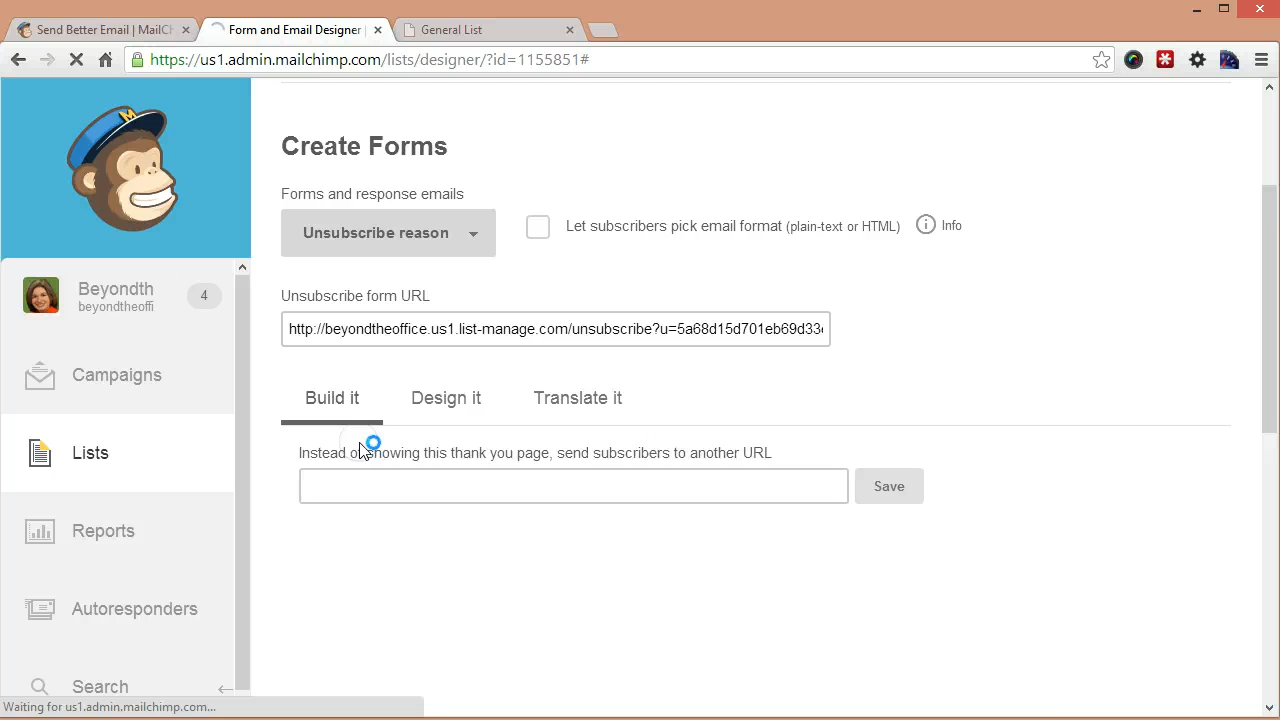 Send Better Email | MailCh
Form and Email Designer |
General List
https://us1.admin.mailchimp.com/lists/designer/?id=1155851#
Create Forms
Forms and response emails
Unsubscribe reason
Let subscribers pick email format (plain-text or HTML)
Info
Beyondth
beyondtheoffi
4
Unsubscribe form URL
http://beyondtheoffice.us1.list-manage.com/unsubscribe?u=5a68d15d701eb69d33
Campaigns
Build it
Design it
Translate it
Lists
Instead of showing this thank you page, send subscribers to another URL
Save
Reports
Autoresponders
Search
Waiting for us1.admin.mailchimp.com...